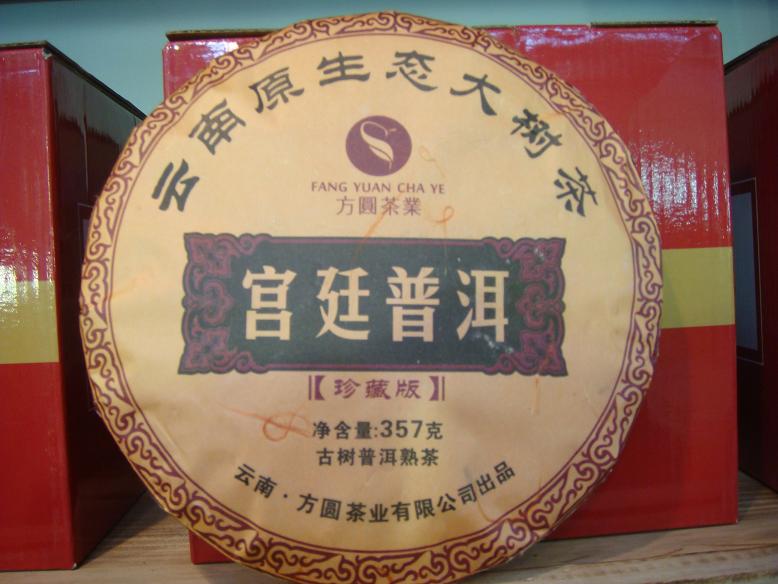 云南原生态大树茶
FANG YUAN CHA YE
方圓茶業
宫廷普洱
【珍藏版】
净含量:357克
古树普洱熟茶
云南·方圆茶业有限公司出品